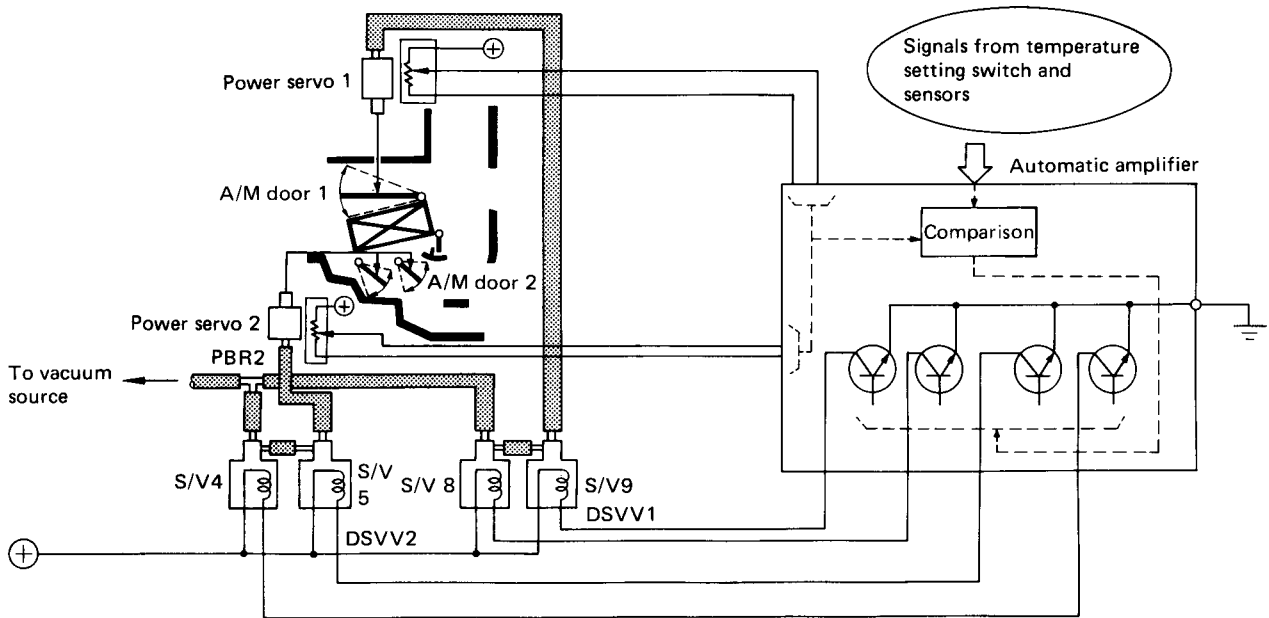 Signals from temperature
setting switch and
sensors
Power servo 1
Automatic amplifier
A/M door 1
Comparison
A/M door 2
Power servo 2
PBR2
To vacuum
source
S/V4
S/V
5
S/V 8
S/V9
DSVV1
DSVV2